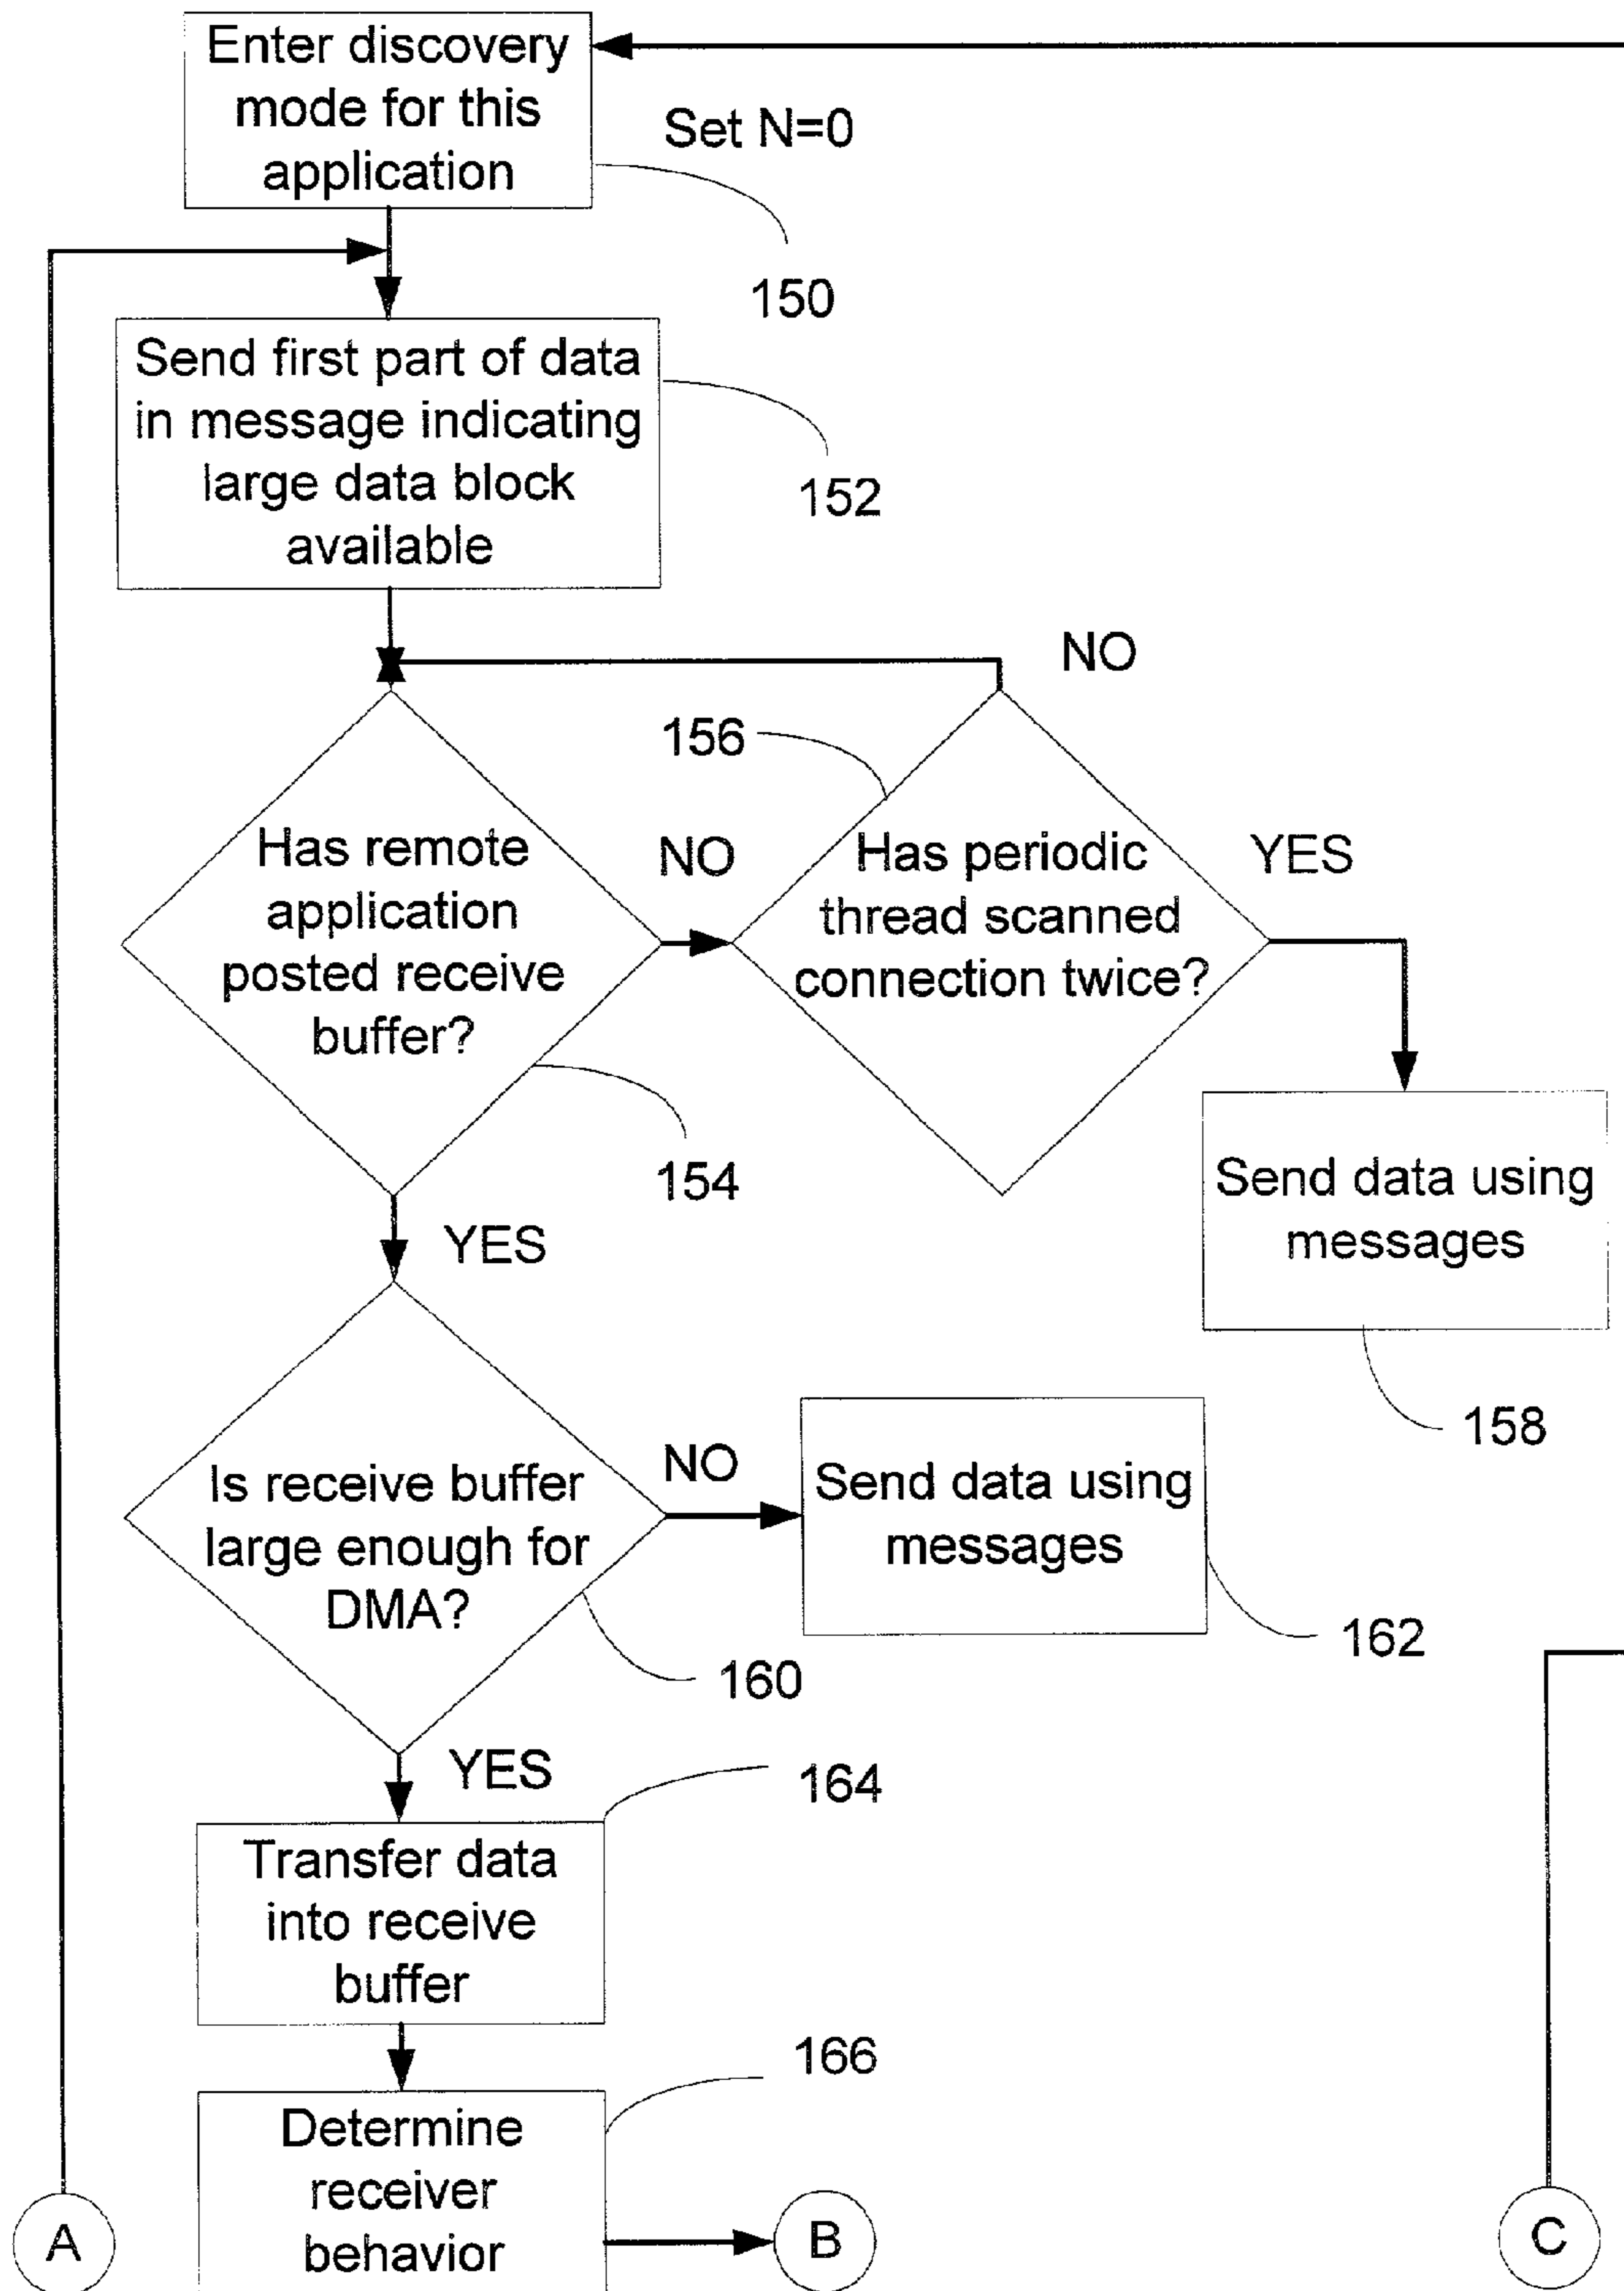 Enter discovery
mode for this
application
Set N=0
150
Send first part of data
in message indicating
large data block
available
152
NO
156
Has remote
application
posted receive
buffer?
NO
Has periodic
thread scanned
connection twice?
YES
154
YES
Send data using
messages
158
Is receive buffer
large enough for
DMA?
NO
Send data using
messages
162
160
YES
164
Transfer data
into receive
buffer
166
Determine
receiver
behavior
A
B
C